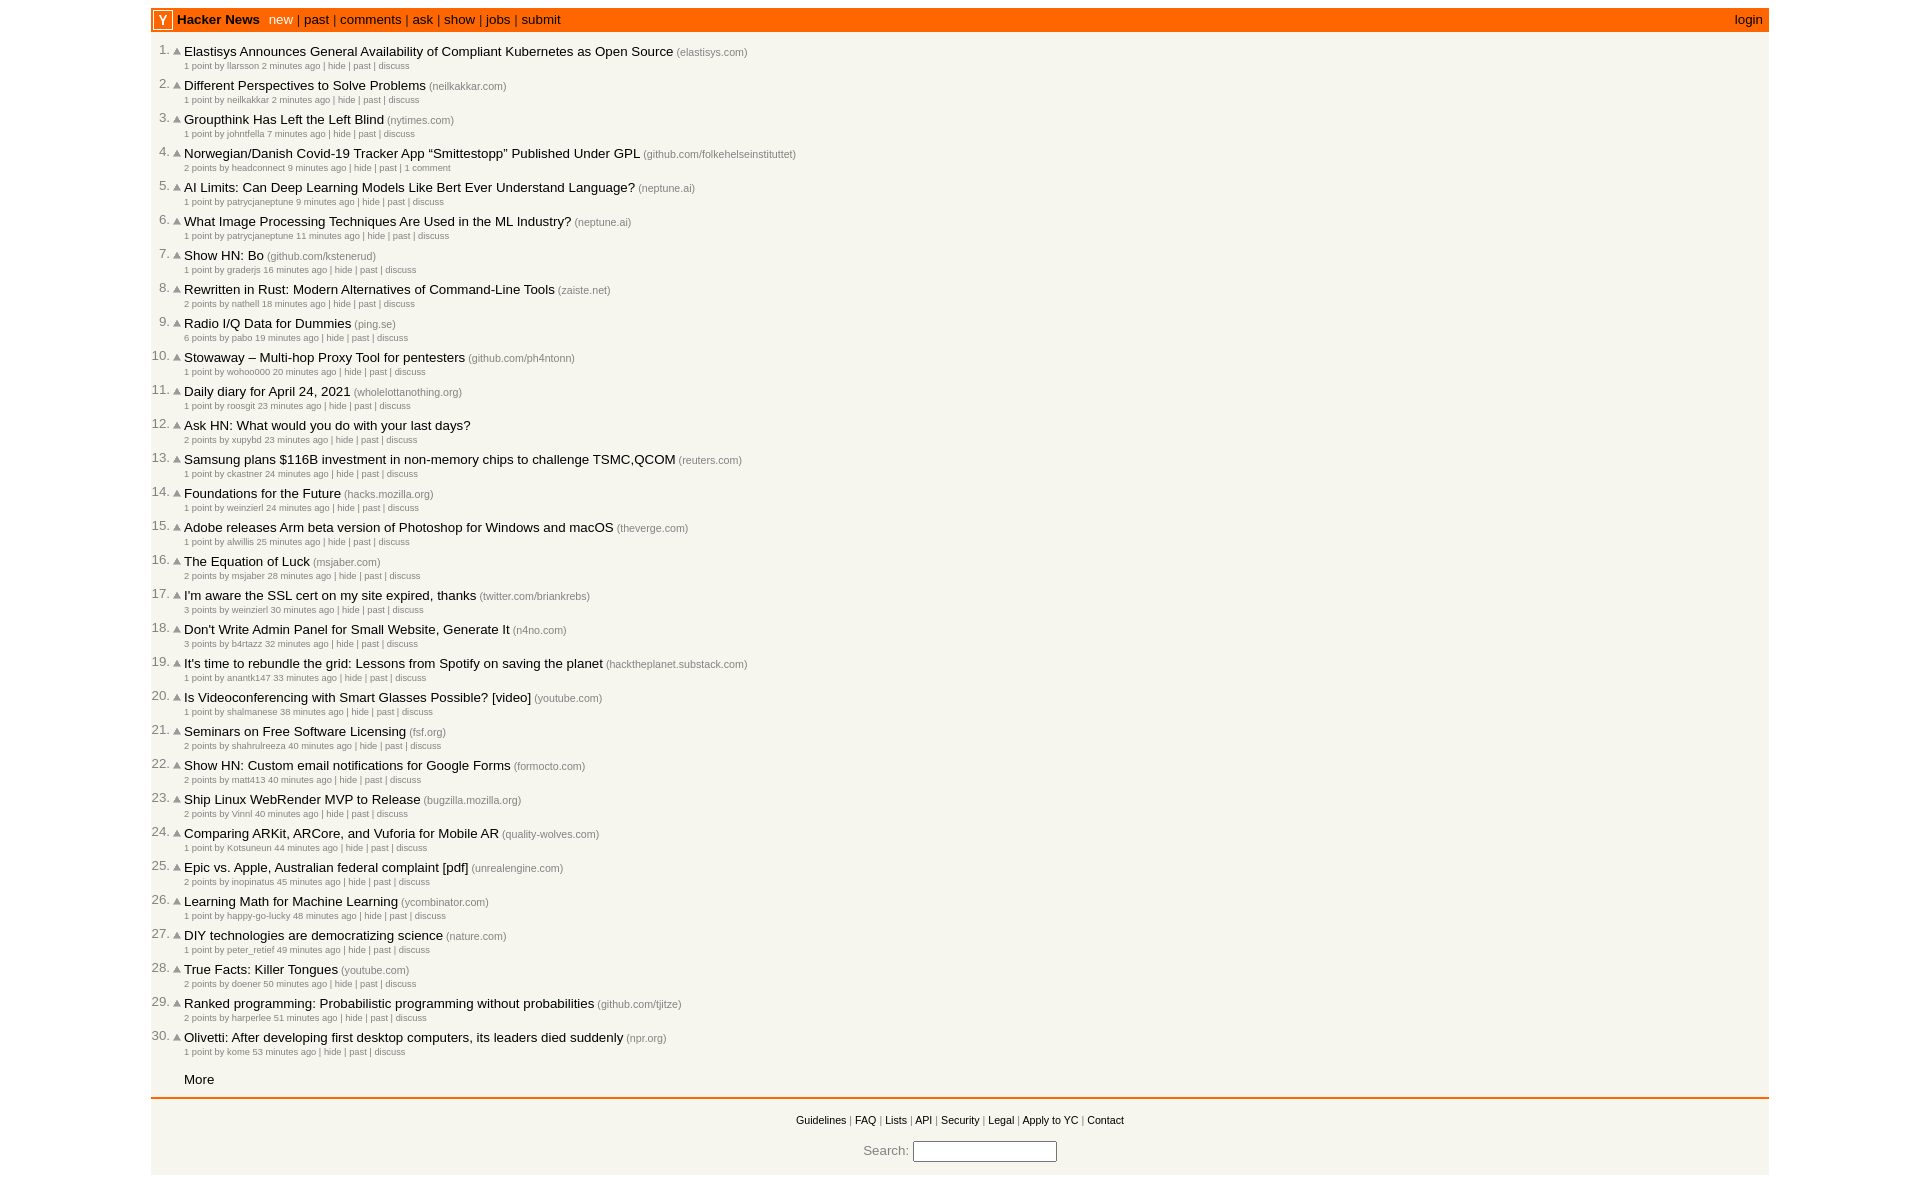 Y Hacker News new | past | comments | ask | show | jobs | submit login
1. Elastisys Announces General Availability of Compliant Kubernetes as Open Source (elastisys.com)
1 point by llarsson 2 minutes ago | hide | past | discuss
2. Different Perspectives to Solve Problems (neilkakkar.com)
1 point by neilkakkar 2 minutes ago | hide | past | discuss
3. Groupthink Has Left the Left Blind (nytimes.com)
1 point by johntfella 7 minutes ago | hide | past | discuss
4. Norwegian/Danish Covid-19 Tracker App “Smittestopp” Published Under GPL (github.com/folkehelseinstituttet)
2 points by headconnect 9 minutes ago | hide | past | 1 comment
5. AI Limits: Can Deep Learning Models Like Bert Ever Understand Language? (neptune.ai)
1 point by patrycjaneptune 9 minutes ago | hide | past | discuss
6. What Image Processing Techniques Are Used in the ML Industry? (neptune.ai)
1 point by patrycjaneptune 11 minutes ago | hide | past | discuss
7. Show HN: Bo (github.com/kstenerud)
1 point by graderjs 16 minutes ago | hide | past | discuss
8. Rewritten in Rust: Modern Alternatives of Command-Line Tools (zaiste.net)
2 points by nathell 18 minutes ago | hide | past | discuss
9. Radio I/Q Data for Dummies (ping.se)
6 points by pabo 19 minutes ago | hide | past | discuss
10. Stowaway – Multi-hop Proxy Tool for pentesters (github.com/ph4ntonn)
1 point by wohoo000 20 minutes ago | hide | past | discuss
11. Daily diary for April 24, 2021 (wholelottanothing.org)
1 point by roosgit 23 minutes ago | hide | past | discuss
12. Ask HN: What would you do with your last days?
2 points by xupybd 23 minutes ago | hide | past | discuss
13. Samsung plans $116B investment in non-memory chips to challenge TSMC,QCOM (reuters.com)
1 point by ckastner 24 minutes ago | hide | past | discuss
14. Foundations for the Future (hacks.mozilla.org)
1 point by weinzierl 24 minutes ago | hide | past | discuss
15. Adobe releases Arm beta version of Photoshop for Windows and macOS (theverge.com)
1 point by alwillis 25 minutes ago | hide | past | discuss
16. The Equation of Luck (msjaber.com)
2 points by msjaber 28 minutes ago | hide | past | discuss
17. I'm aware the SSL cert on my site expired, thanks (twitter.com/briankrebs)
3 points by weinzierl 30 minutes ago | hide | past | discuss
18. Don't Write Admin Panel for Small Website, Generate It (n4no.com)
3 points by b4rtazz 32 minutes ago | hide | past | discuss
19. It's time to rebundle the grid: Lessons from Spotify on saving the planet (hacktheplanet.substack.com)
1 point by anantk147 33 minutes ago | hide | past | discuss
20. Is Videoconferencing with Smart Glasses Possible? [video] (youtube.com)
1 point by shalmanese 38 minutes ago | hide | past | discuss
21. Seminars on Free Software Licensing (fsf.org)
2 points by shahrulreeza 40 minutes ago | hide | past | discuss
22. Show HN: Custom email notifications for Google Forms (formocto.com)
2 points by matt413 40 minutes ago | hide | past | discuss
23. Ship Linux WebRender MVP to Release (bugzilla.mozilla.org)
2 points by Vinnl 40 minutes ago | hide | past | discuss
24. Comparing ARKit, ARCore, and Vuforia for Mobile AR (quality-wolves.com)
1 point by Kotsuneun 44 minutes ago | hide | past | discuss
25. Epic vs. Apple, Australian federal complaint [pdf] (unrealengine.com)
2 points by inopinatus 45 minutes ago | hide | past | discuss
26. Learning Math for Machine Learning (ycombinator.com)
1 point by happy-go-lucky 48 minutes ago | hide | past | discuss
27. DIY technologies are democratizing science (nature.com)
1 point by peter_retief 49 minutes ago | hide | past | discuss
28. True Facts: Killer Tongues (youtube.com)
2 points by doener 50 minutes ago | hide | past | discuss
29. Ranked programming: Probabilistic programming without probabilities (github.com/tjitze)
2 points by harperlee 51 minutes ago | hide | past | discuss
30. Olivetti: After developing first desktop computers, its leaders died suddenly (npr.org)
1 point by kome 53 minutes ago | hide | past | discuss
More
Guidelines | FAQ | Lists | API | Security | Legal | Apply to YC | Contact
Search: